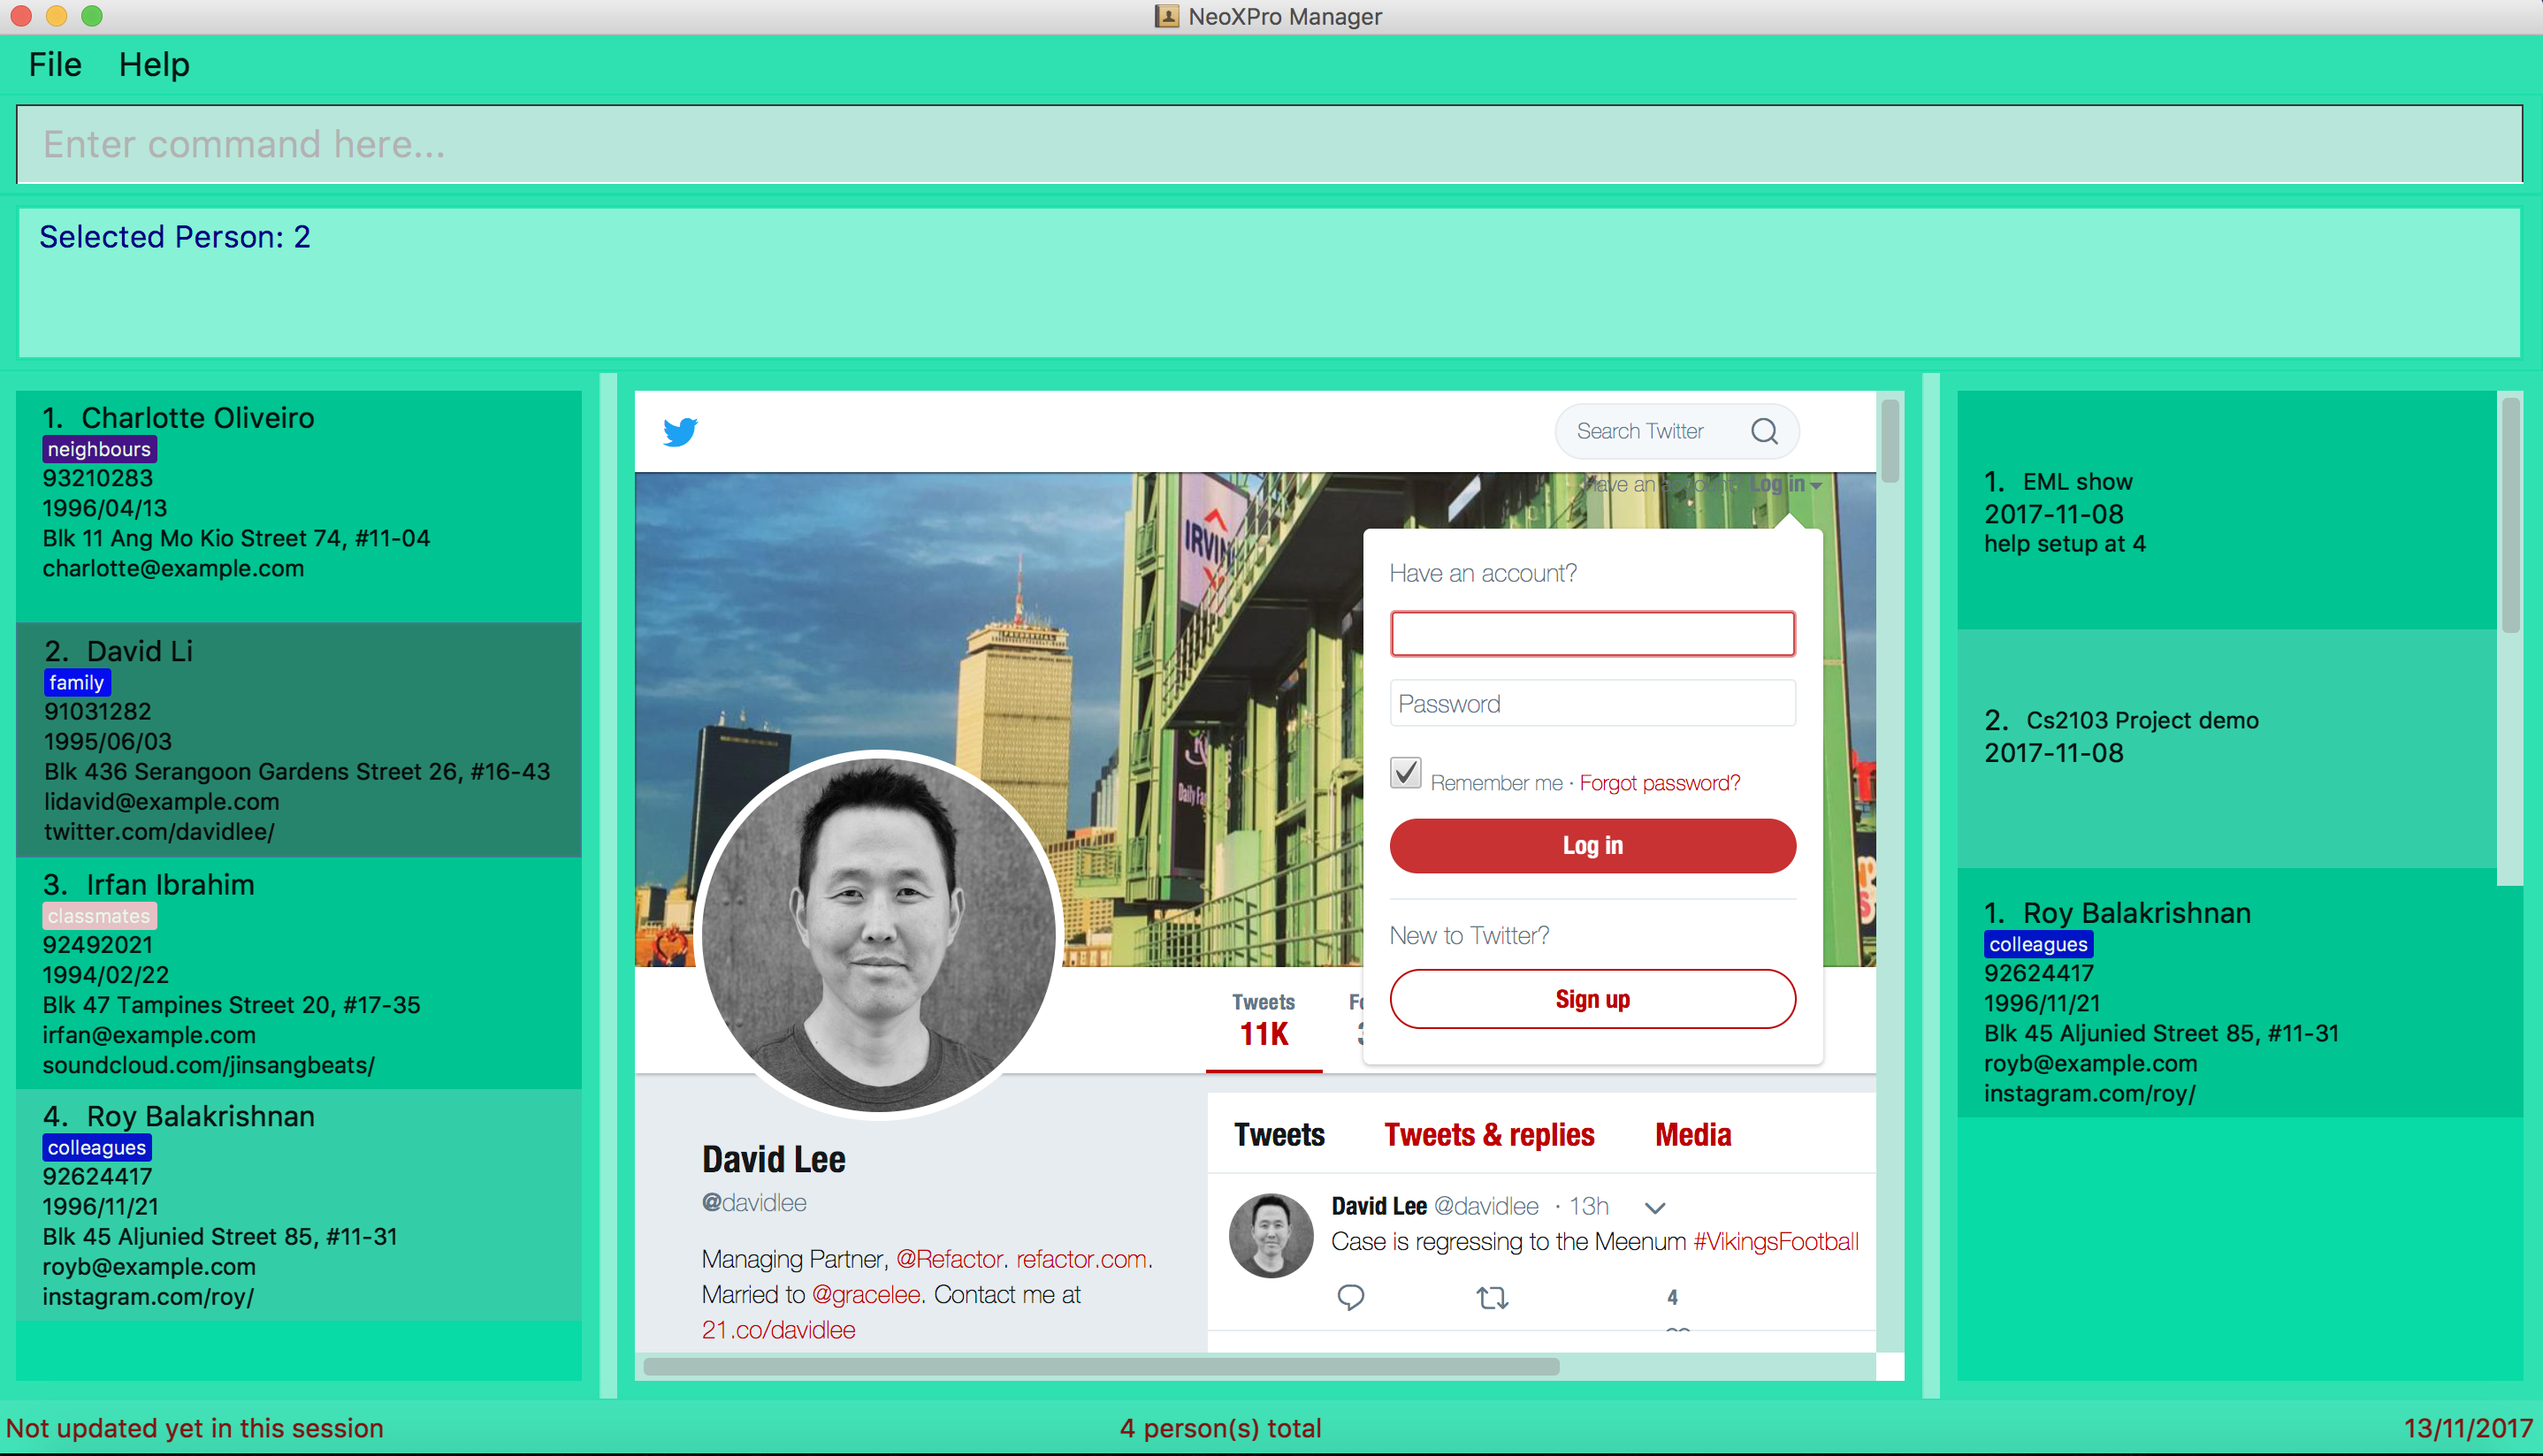 NeoXPro Manager
File Help
Enter command here...
Selected Person: 2
1. Charlotte Oliveiro
neighbours
93210283
1996/04/13
Blk 11 Ang Mo Kio Street 74, #11-04
charlotte@example.com
2. David Li
family
91031282
1995/06/03
Blk 436 Serangoon Gardens Street 26, #16-43
lidavid@example.com
twitter.com/davidlee/
3. Irfan Ibrahim
classmates
92492021
1994/02/22
Blk 47 Tampines Street 20, #17-35
irfan@example.com
soundcloud.com/jinsangbeats/
4. Roy Balakrishnan
colleagues
92624417
1996/11/21
Blk 45 Aljunied Street 85, #11-31
royb@example.com
instagram.com/roy/
Search Twitter
Have an account? Log in
Have an account?
Password
Remember me · Forgot password?
Log in
New to Twitter?
Sign up
Tweets
11K
David Lee
@davidlee
Managing Partner, @Refactor. refactor.com.
Married to @gracelee. Contact me at
21.co/davidlee
Tweets Tweets & replies Media
David Lee @davidlee · 13h
Case is regressing to the Meenum #VikingsFootball
4
1. EML show
2017-11-08
help setup at 4
2. Cs2103 Project demo
2017-11-08
1. Roy Balakrishnan
colleagues
92624417
1996/11/21
Blk 45 Aljunied Street 85, #11-31
royb@example.com
instagram.com/roy/
Not updated yet in this session
4 person(s) total
13/11/2017